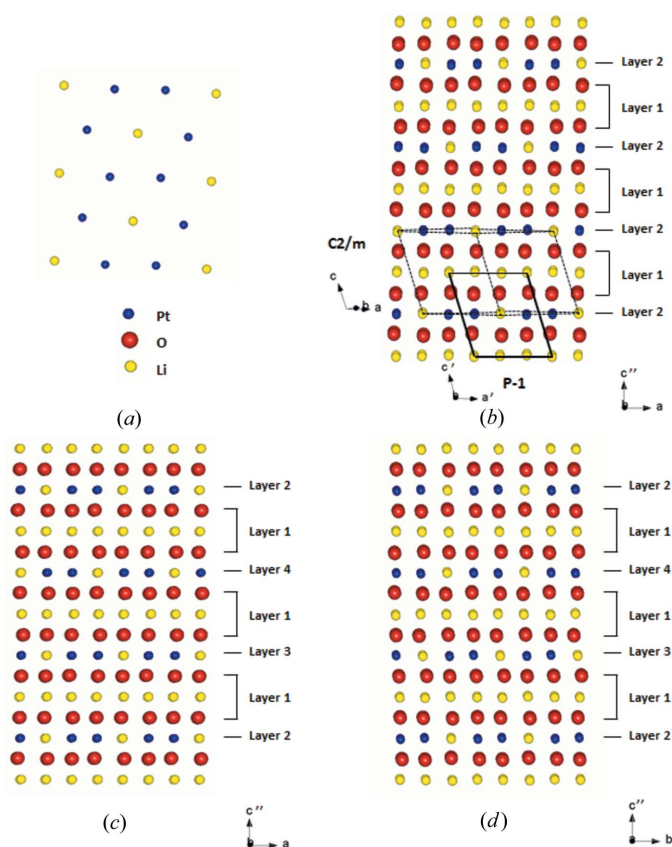 (a)
Pt
O
Li
Layer 2
Layer 1
Layer 2
Layer 1
Layer 2
Layer 1
Layer 2
C2/m
c
b a
P-1
c'
a'
c''
b a
(b)
Layer 2
Layer 1
Layer 4
Layer 1
Layer 3
Layer 1
Layer 2
c''
b a
(c)
Layer 2
Layer 1
Layer 4
Layer 1
Layer 3
Layer 1
Layer 2
c''
b
(d)